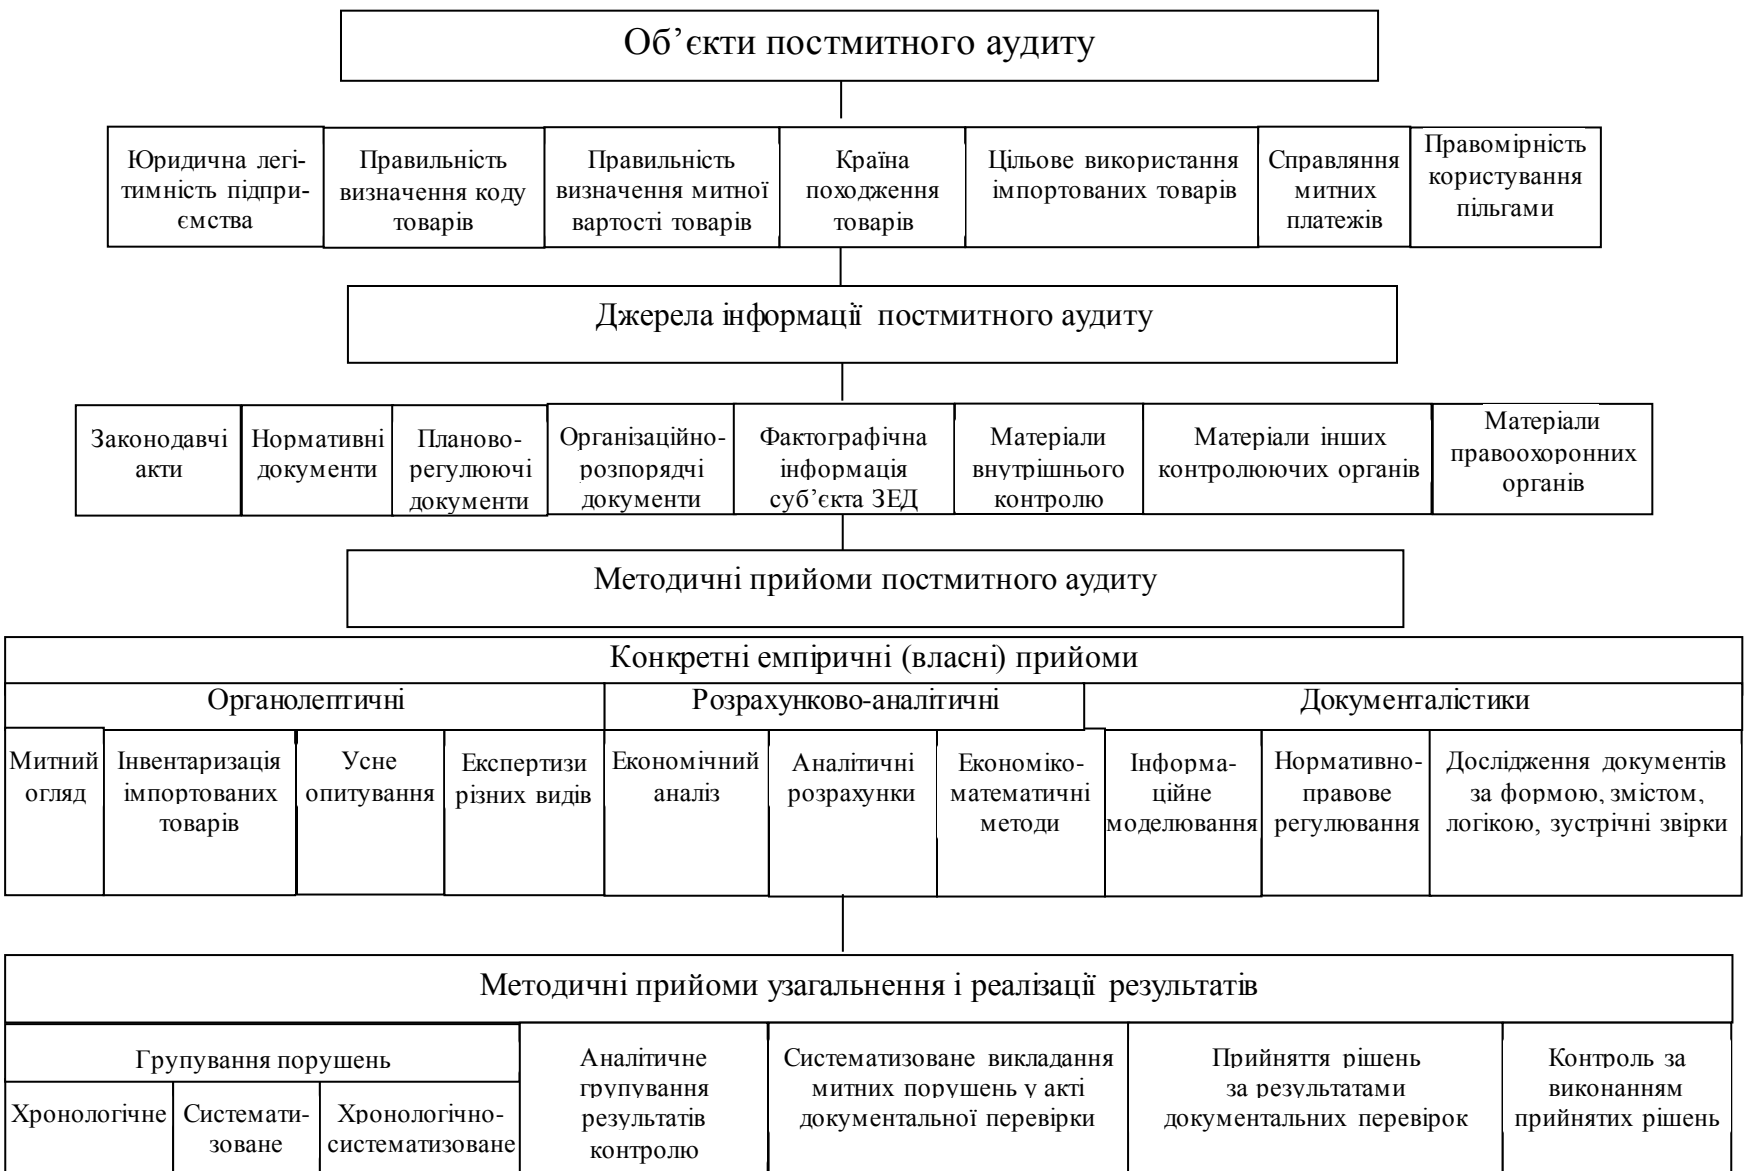 Об’єкти постмитного аудиту
Юридична легі-
тимність підпри-
ємства
Правильність
визначення коду
товарів
Правильність
визначення митної
вартості товарів
Країна
походження
товарів
Цільове використання
імпортованих товарів
Справляння
митних
платежів
Правомірність
користування
пільгами
Джерела інформації постмитного аудиту
Законодавчі
акти
Нормативні
документи
Планово-
регулюючі
документи
Організаційно-
розпорядчі
документи
Фактографічна
інформація
суб’єкта ЗЕД
Матеріали
внутрішнього
контролю
Матеріали інших
контролюючих органів
Матеріали
правоохоронних
органів
Методичні прийоми постмитного аудиту
Конкретні емпіричні (власні) прийоми
Органолептичні
Розрахунково-аналітичні
Документалістики
Митний
огляд
Інвентаризація
імпортованих
товарів
Усне
опитування
Експертизи
різних видів
Економічний
аналіз
Аналітичні
розрахунки
Економіко-
математичні
методи
Інформа-
ційне
моделювання
Нормативно-
правове
регулювання
Дослідження документів
за формою, змістом,
логікою, зустрічні звірки
Методичні прийоми узагальнення і реалізації результатів
Групування порушень
Хронологічне
Системати-
зоване
Хронологічно-
систематизоване
Аналітичне
групування
результатів
контролю
Систематизоване викладання
митних порушень у акті
документальної перевірки
Прийняття рішень
за результатами
документальних перевірок
Контроль за
виконанням
прийнятих рішень